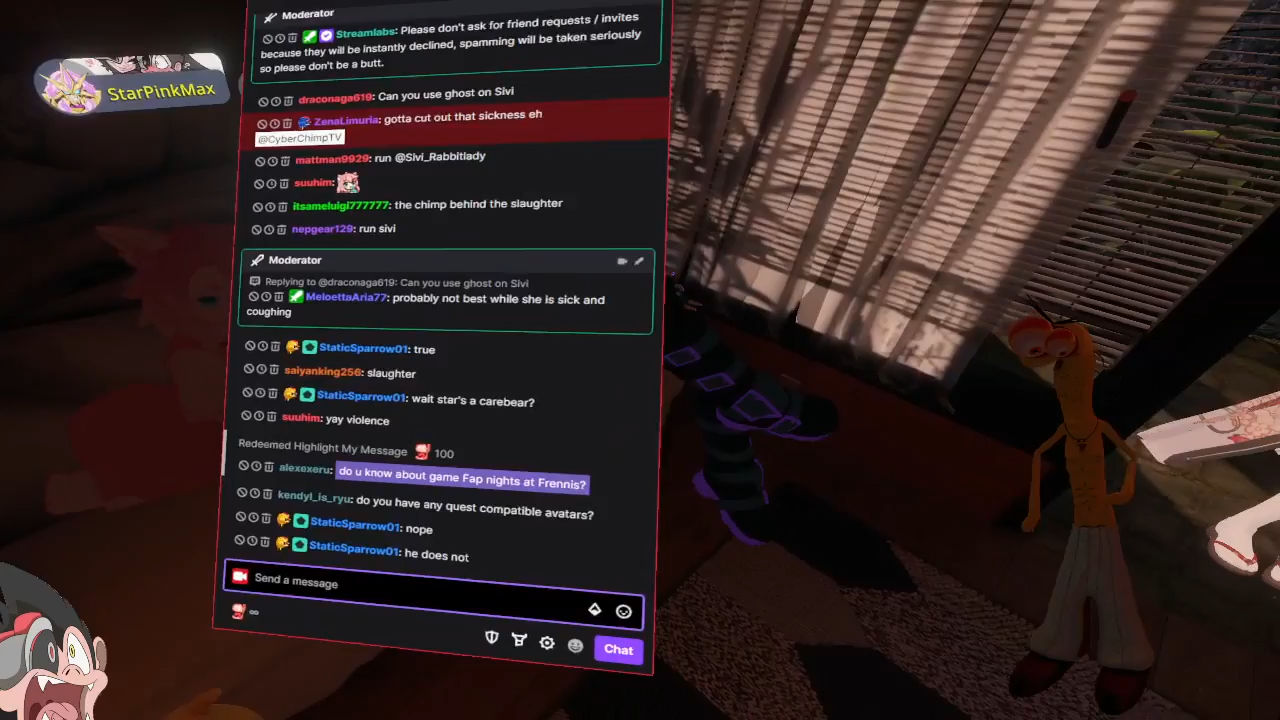 Moderator
Streamlabs: Please don't ask for friend requests / invites
because they will be instantly declined, spamming will be taken seriously
so please don't be a butt.
StarPinkMax
draconaga619: Can you use ghost on Sivi
ZenaLimuria: gotta cut out that sickness eh
@CyberChimpTV
mattman9929: run @Sivi_Rabbitlady
suuhim:
itsameluigi777777: the chimp behind the slaughter
nepgear129: run sivi
Moderator
Replying to @draconaga619: Can you use ghost on Sivi
MeloettaAria77: probably not best while she is sick and
coughing
StaticSparrow01: true
saiyanking256: slaughter
StaticSparrow01: wait star's a carebear?
suuhim: yay violence
Redeemed Highlight My Message 100
alexexeru: do u know about game Fap nights at Frennis?
kendyl_is_ryu: do you have any quest compatible avatars?
StaticSparrow01: nope
StaticSparrow01: he does not
Send a message
∞
Chat